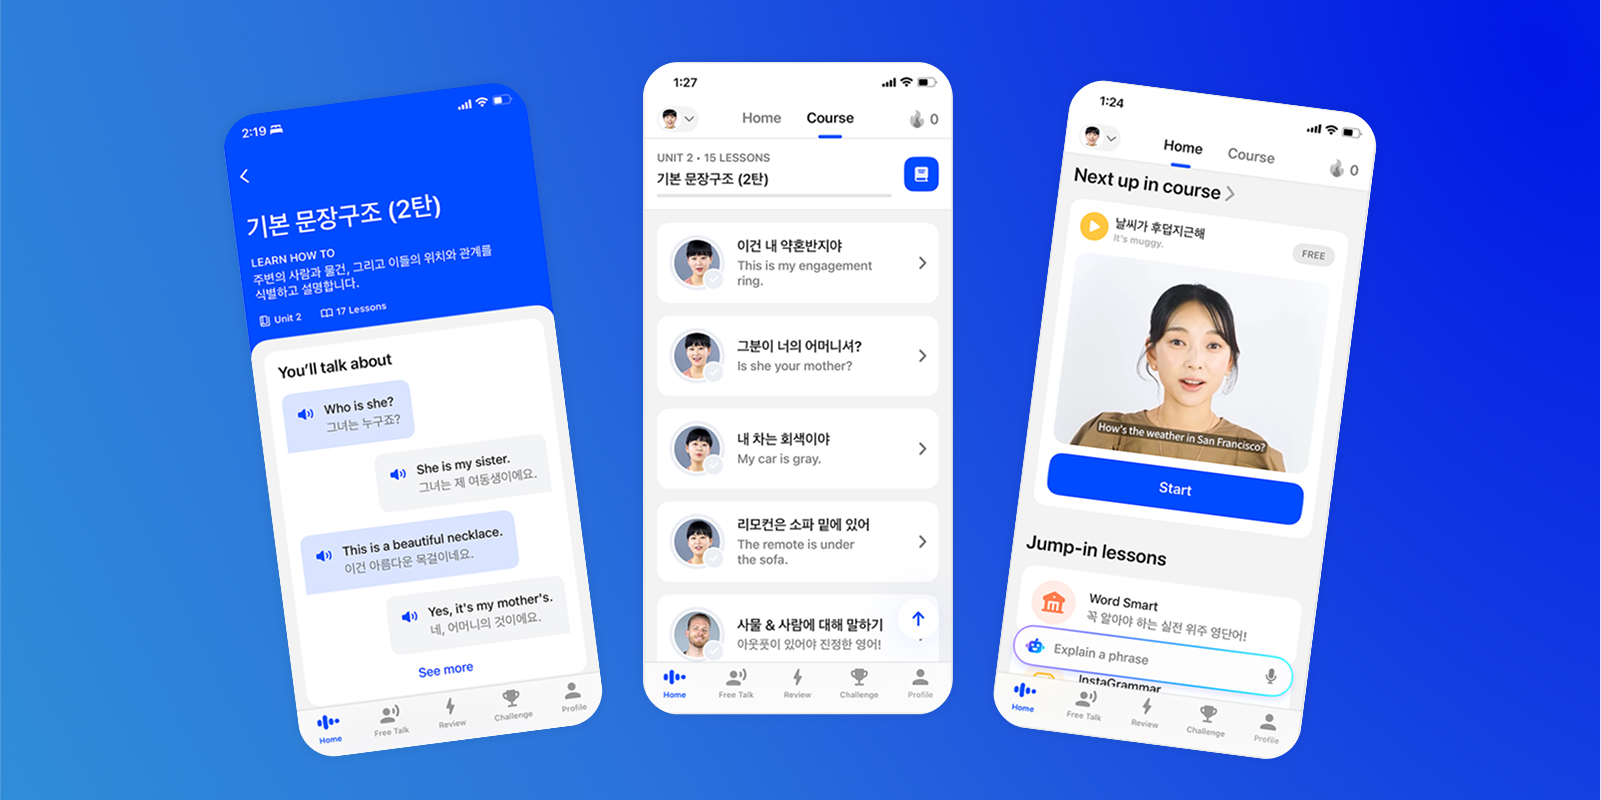 2:19
기본 문장구조 (2탄)
LEARN HOW TO
주변의 사람과 물건, 그리고 이들의 위치와 관계를
식별하고 설명합니다.
Unit 2
17 Lessons
You'll talk about
Who is she?
그녀는 누구죠?
She is my sister.
그녀는 제 여동생이에요.
This is a beautiful necklace.
이건 아름다운 목걸이네요.
Yes, it's my mother's.
네, 어머니의 것이에요.
See more
Home
Free Talk
Review
Challenge
Profile
1:27
Home
Course
0
UNIT 2 • 15 LESSONS
기본 문장구조 (2탄)
이건 내 약혼반지야
This is my engagement
ring.
그분이 너의 어머니셔?
Is she your mother?
내 차는 회색이야
My car is gray.
리모컨은 소파 밑에 있어
The remote is under
the sofa.
사물 & 사람에 대해 말하기
아웃풋이 있어야 진정한 영어!
Home
Free Talk
Review
Challenge
Profile
1:24
Home
Course
0
Next up in course
날씨가 후덥지근해
It's muggy.
FREE
How's the weather in San Francisco?
Start
Jump-in lessons
Word Smart
꼭 알아야 하는 실전 위주 영단어!
Explain a phrase
InstaGrammar
Home
Free Talk
Review
Challenge
Profile